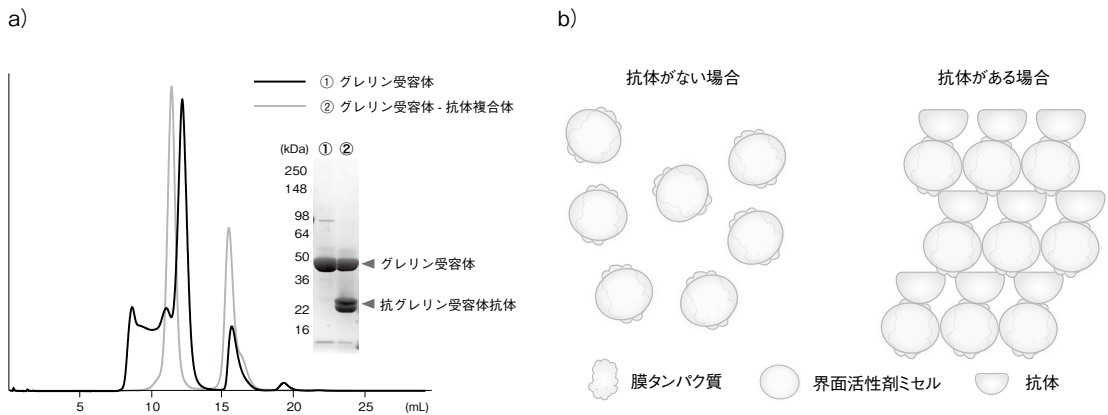 a)
① グレリン受容体
② グレリン受容体 - 抗体複合体
(kDa) ① ②
250
148
98
64
50
36
22
16
グレリン受容体
抗グレリン受容体抗体
5 10 15 20 25 (mL)
b)
抗体がない場合 抗体がある場合
膜タンパク質 界面活性剤ミセル 抗体